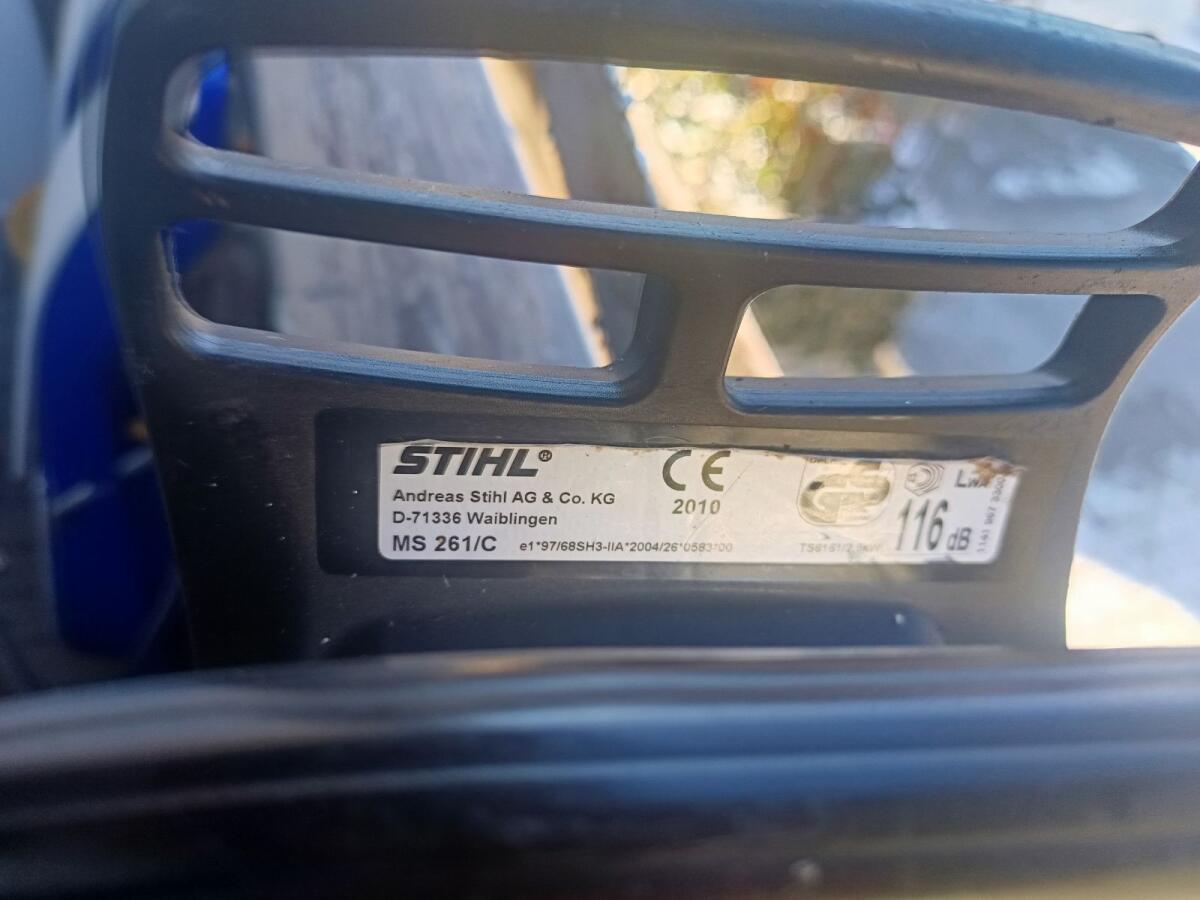 STIHL®
Andreas Stihl AG & Co. KG
D-71336 Waiblingen
MS 261/C
e1*97/68SH3-IIA*2004/26*0583*00
CE
2010
116 dB